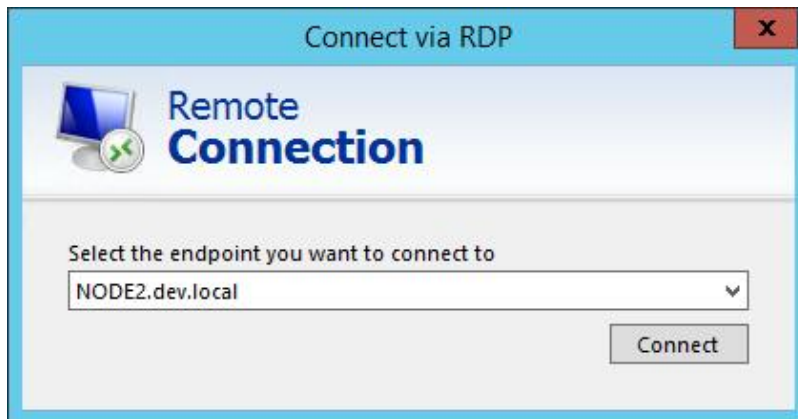 Connect via RDP
x
Remote
Connection
Select the endpoint you want to connect to
NODE2.dev.local
Connect